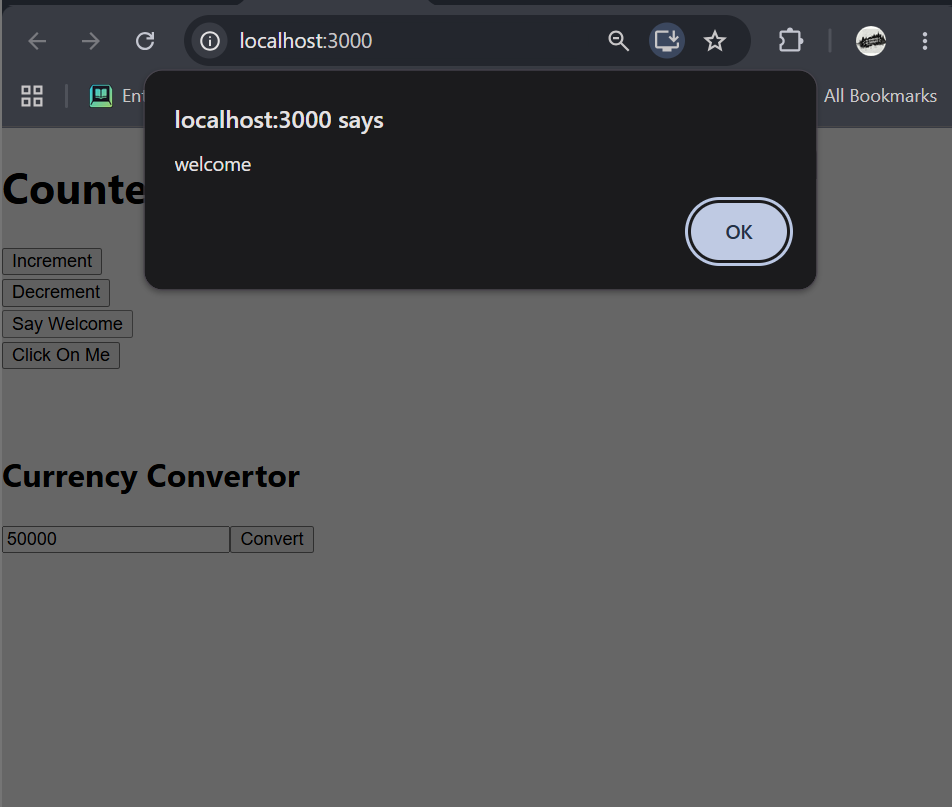 localhost:3000
All Bookmarks
localhost:3000 says
welcome
OK
Increment
Decrement
Say Welcome
Click On Me
Currency Convertor
50000 Convert